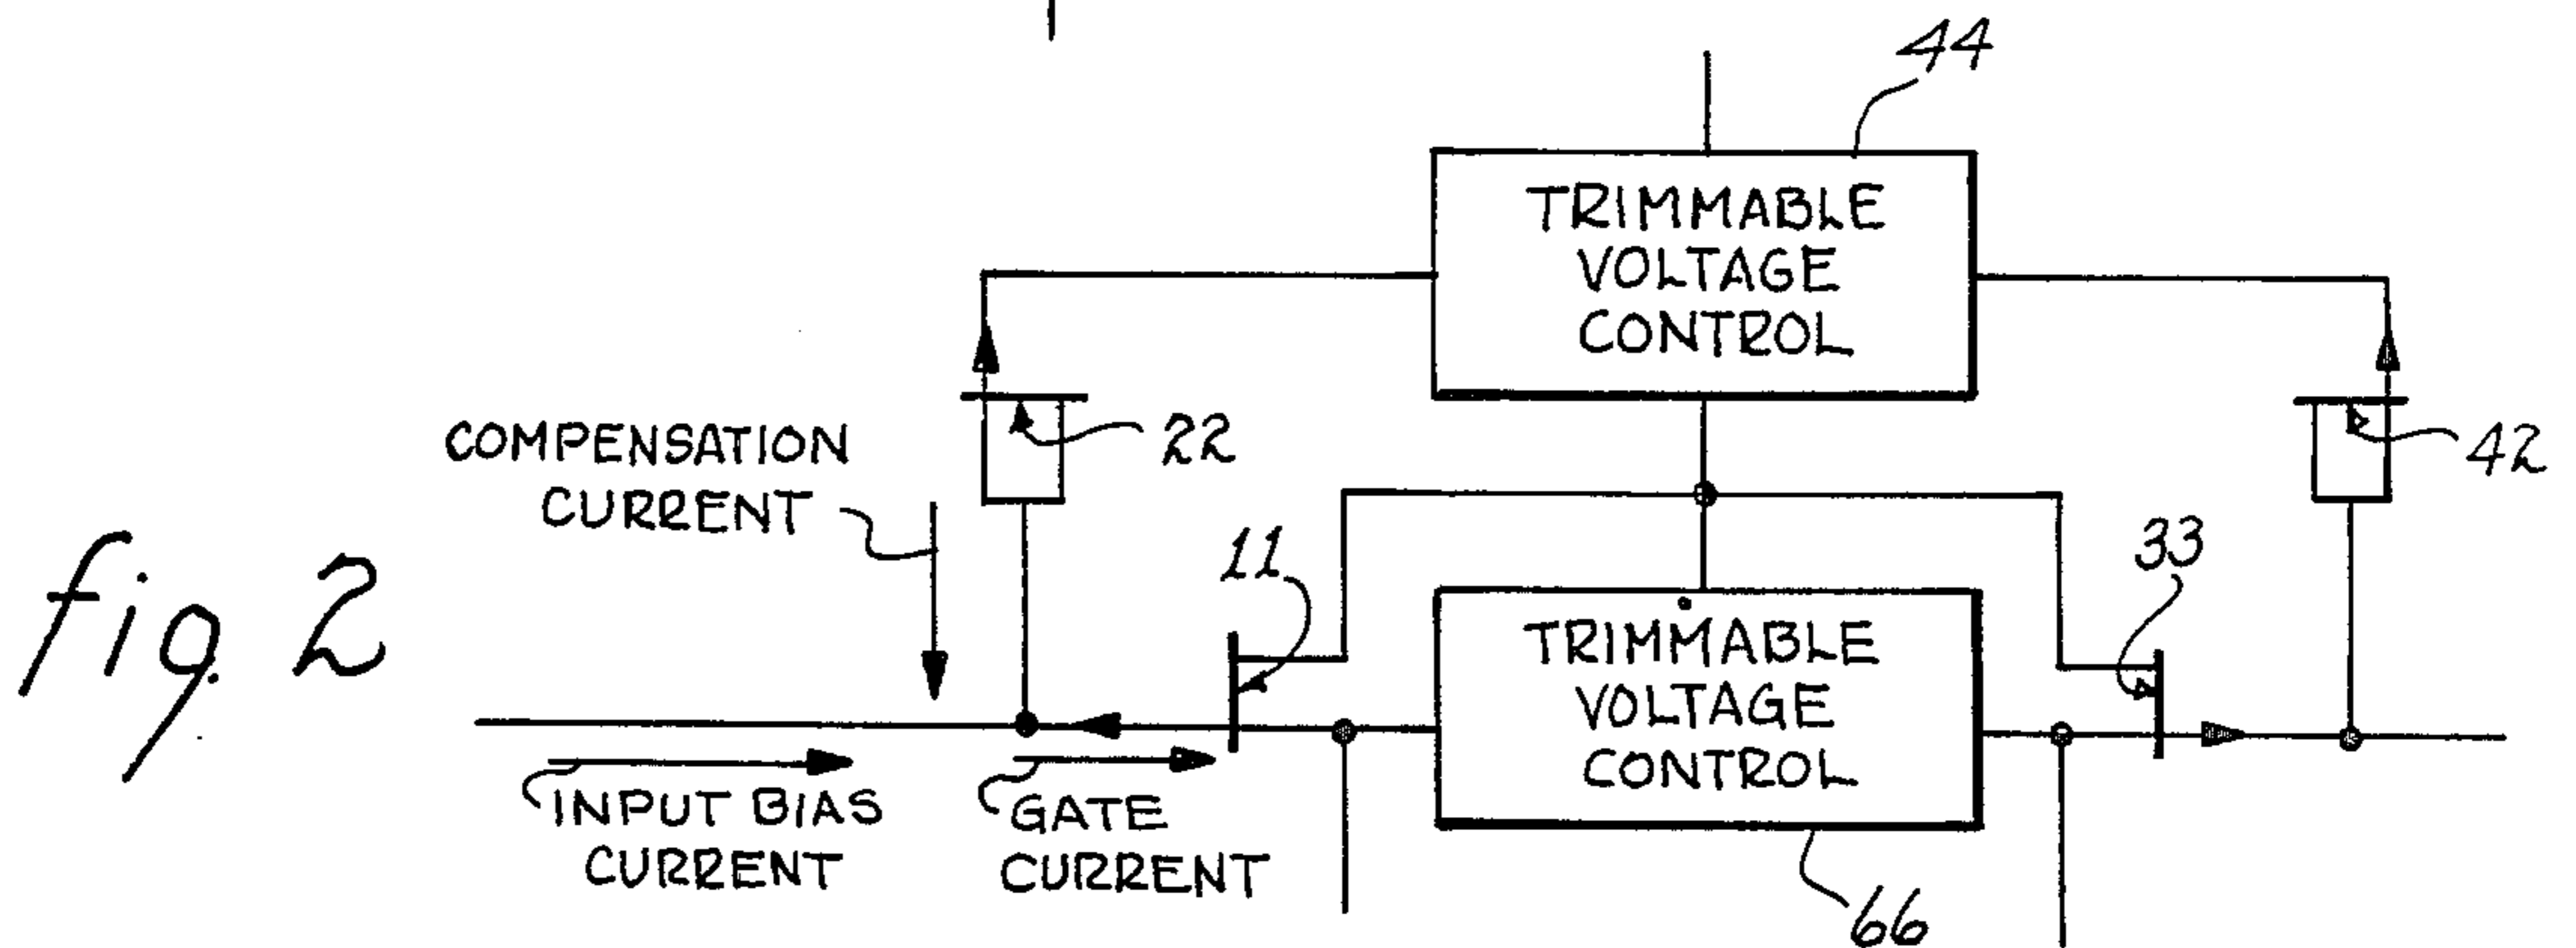 44
TRIMMABLE
VOLTAGE
CONTROL
COMPENSATION
CURRENT
22
42
fig. 2
11
33
TRIMMABLE
VOLTAGE
CONTROL
INPUT BIAS
CURRENT
GATE
CURRENT
66